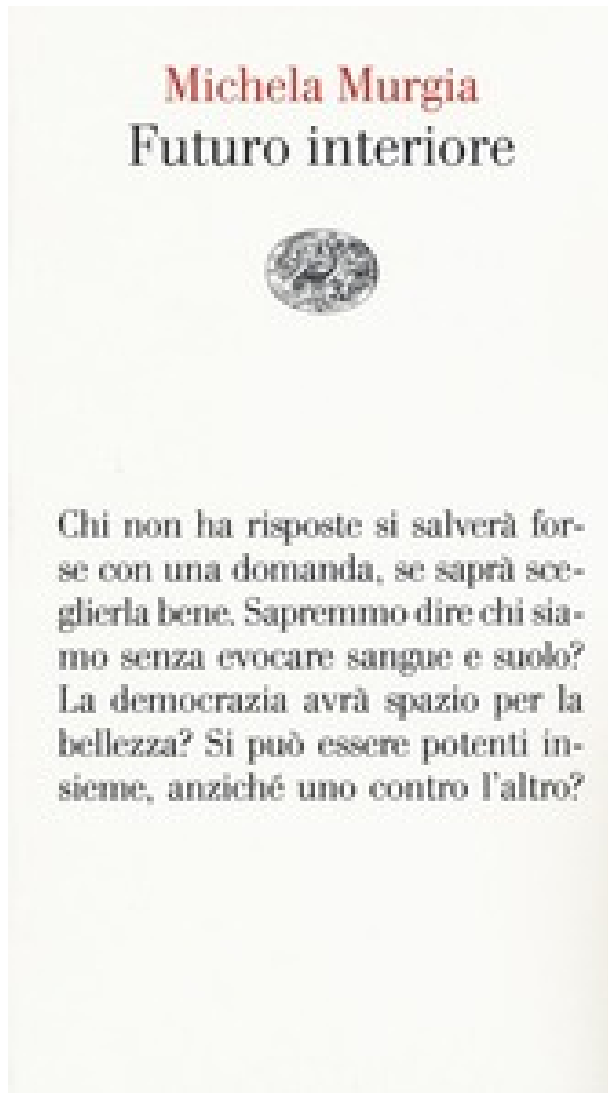 Michela Murgia
Futuro interiore
Chi non ha risposte si salverà for-
se con una domanda, se saprà sce-
glierla bene. Sapremmo dire chi sia-
mo senza evocare sangue e suolo?
La democrazia avrà spazio per la
bellezza? Si può essere potenti in-
sieme, anziché uno contro l'altro?